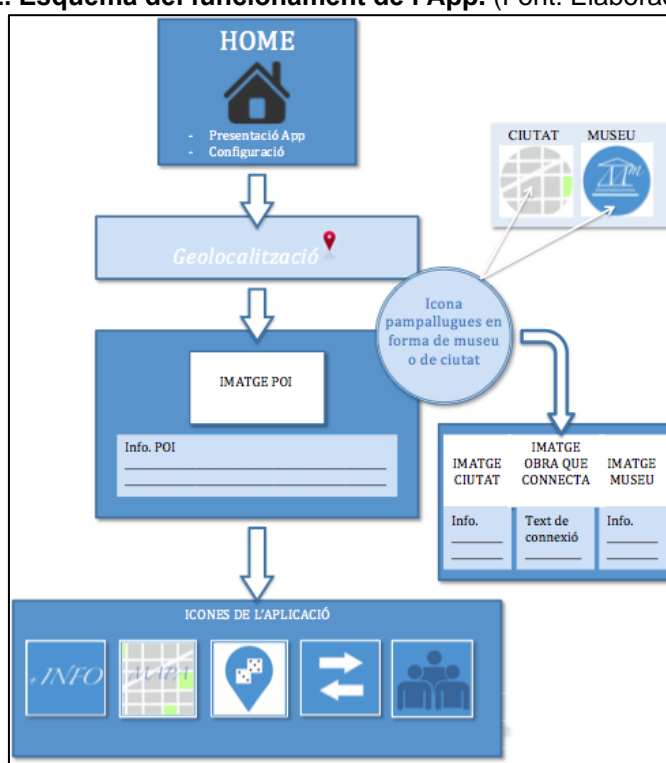 Esquema del funcionament de l'App. (Font: Elaborac
HOME
- Presentació App
- Configuració
CIUTAT MUSEU
Geolocalització
Icona
pampallugues en
forma de museu
o de ciutat
IMATGE POI
Info. POI
IMATGE
CIUTAT
IMATGE
OBRA QUE
CONNECTA
IMATGE
MUSEU
Info.
Text de
connexió
Info.
ICONES DE L'APLICACIÓ
+INFO
MAPA